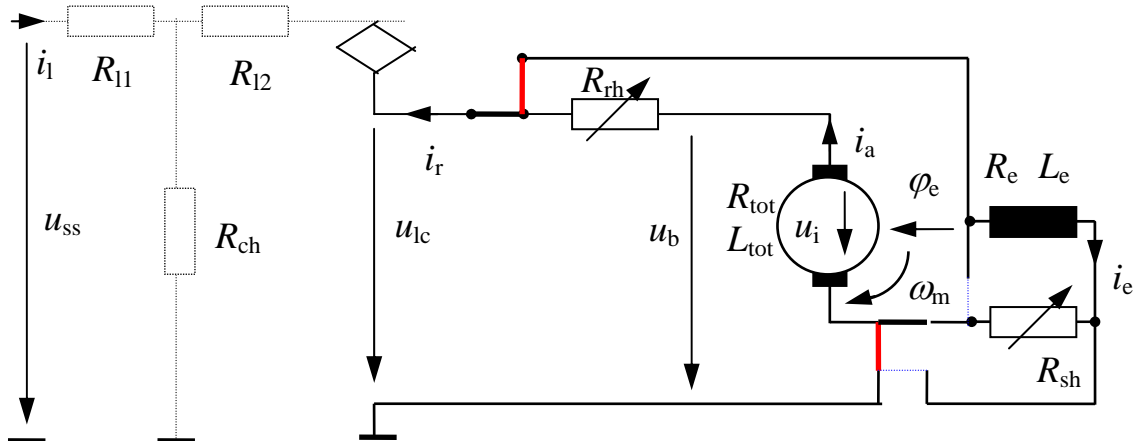 i_l
R_l1
R_l2
R_rh
i_a
i_r
R_e L_e
φ_e
R_tot
L_tot
u_i
u_ss
R_ch
u_lc
u_b
ω_m
i_e
R_sh